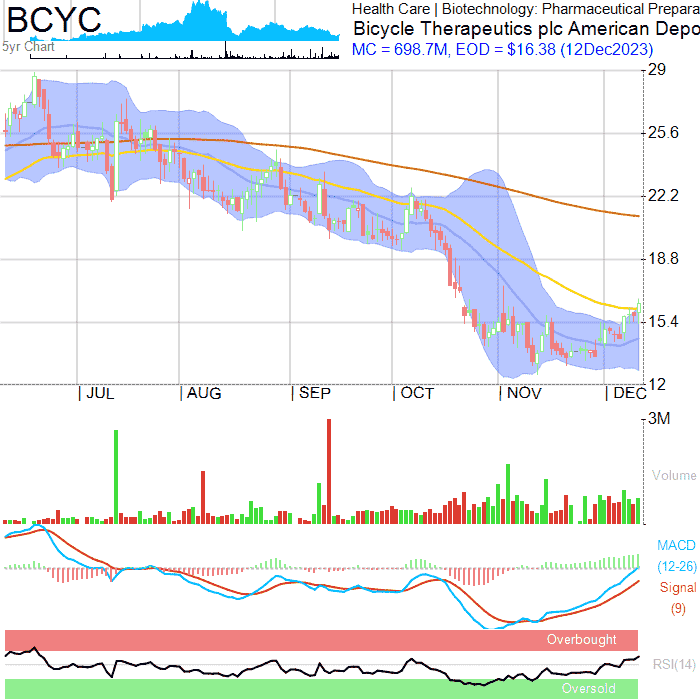 BCYC
5yr Chart
Health Care | Biotechnology: Pharmaceutical Prepara
Bicycle Therapeutics plc American Depo
MC = 698.7M, EOD = $16.38 (12Dec2023)
29
25.6
22.2
18.8
15.4
12
| JUL | AUG | SEP | OCT | NOV | DEC
3M
Volume
MACD
(12-26)
Signal
(9)
Overbought
RSI(14)
Oversold